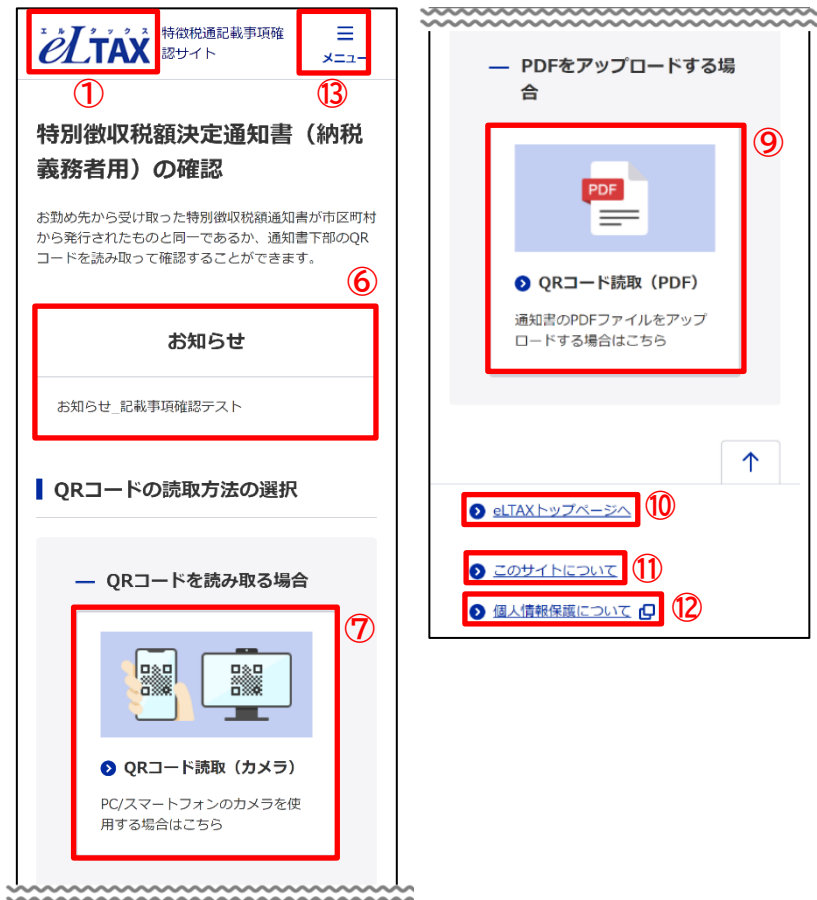 エルタックス
eLTAX
特徴税通記載事項確
認サイト
メニュー
①
⑬
特別徴収税額決定通知書（納税
義務者用）の確認
お勤め先から受け取った特別徴収税額通知書が市区町村
から発行されたものと同一であるか、通知書下部のQR
コードを読み取って確認することができます。
⑥
お知らせ
お知らせ_記載事項確認テスト
QRコードの読取方法の選択
QRコードを読み取る場合
⑦
QRコード読取（カメラ）
PC/スマートフォンのカメラを使
用する場合はこちら
PDFをアップロードする場
合
⑨
PDF
QRコード読取（PDF）
通知書のPDFファイルをアップ
ロードする場合はこちら
eLTAXトップページへ
⑩
このサイトについて
⑪
個人情報保護について
⑫